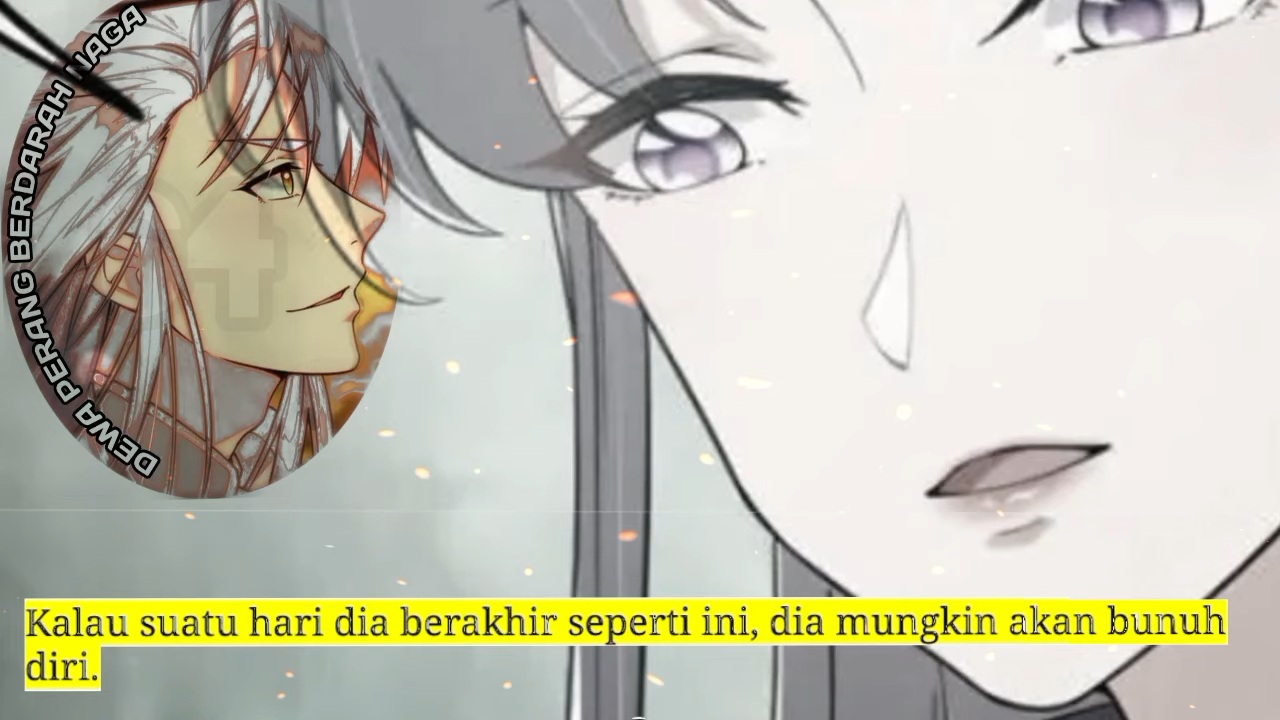 DEWA PERANG BERDARAH NAGA
Kalau suatu hari dia berakhir seperti ini, dia mungkin akan bunuh
diri.